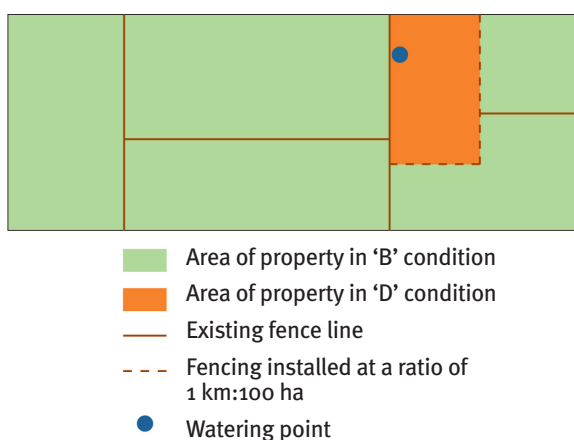 Area of property in ‘B’ condition
Area of property in ‘D’ condition
Existing fence line
Fencing installed at a ratio of
1 km:100 ha
Watering point